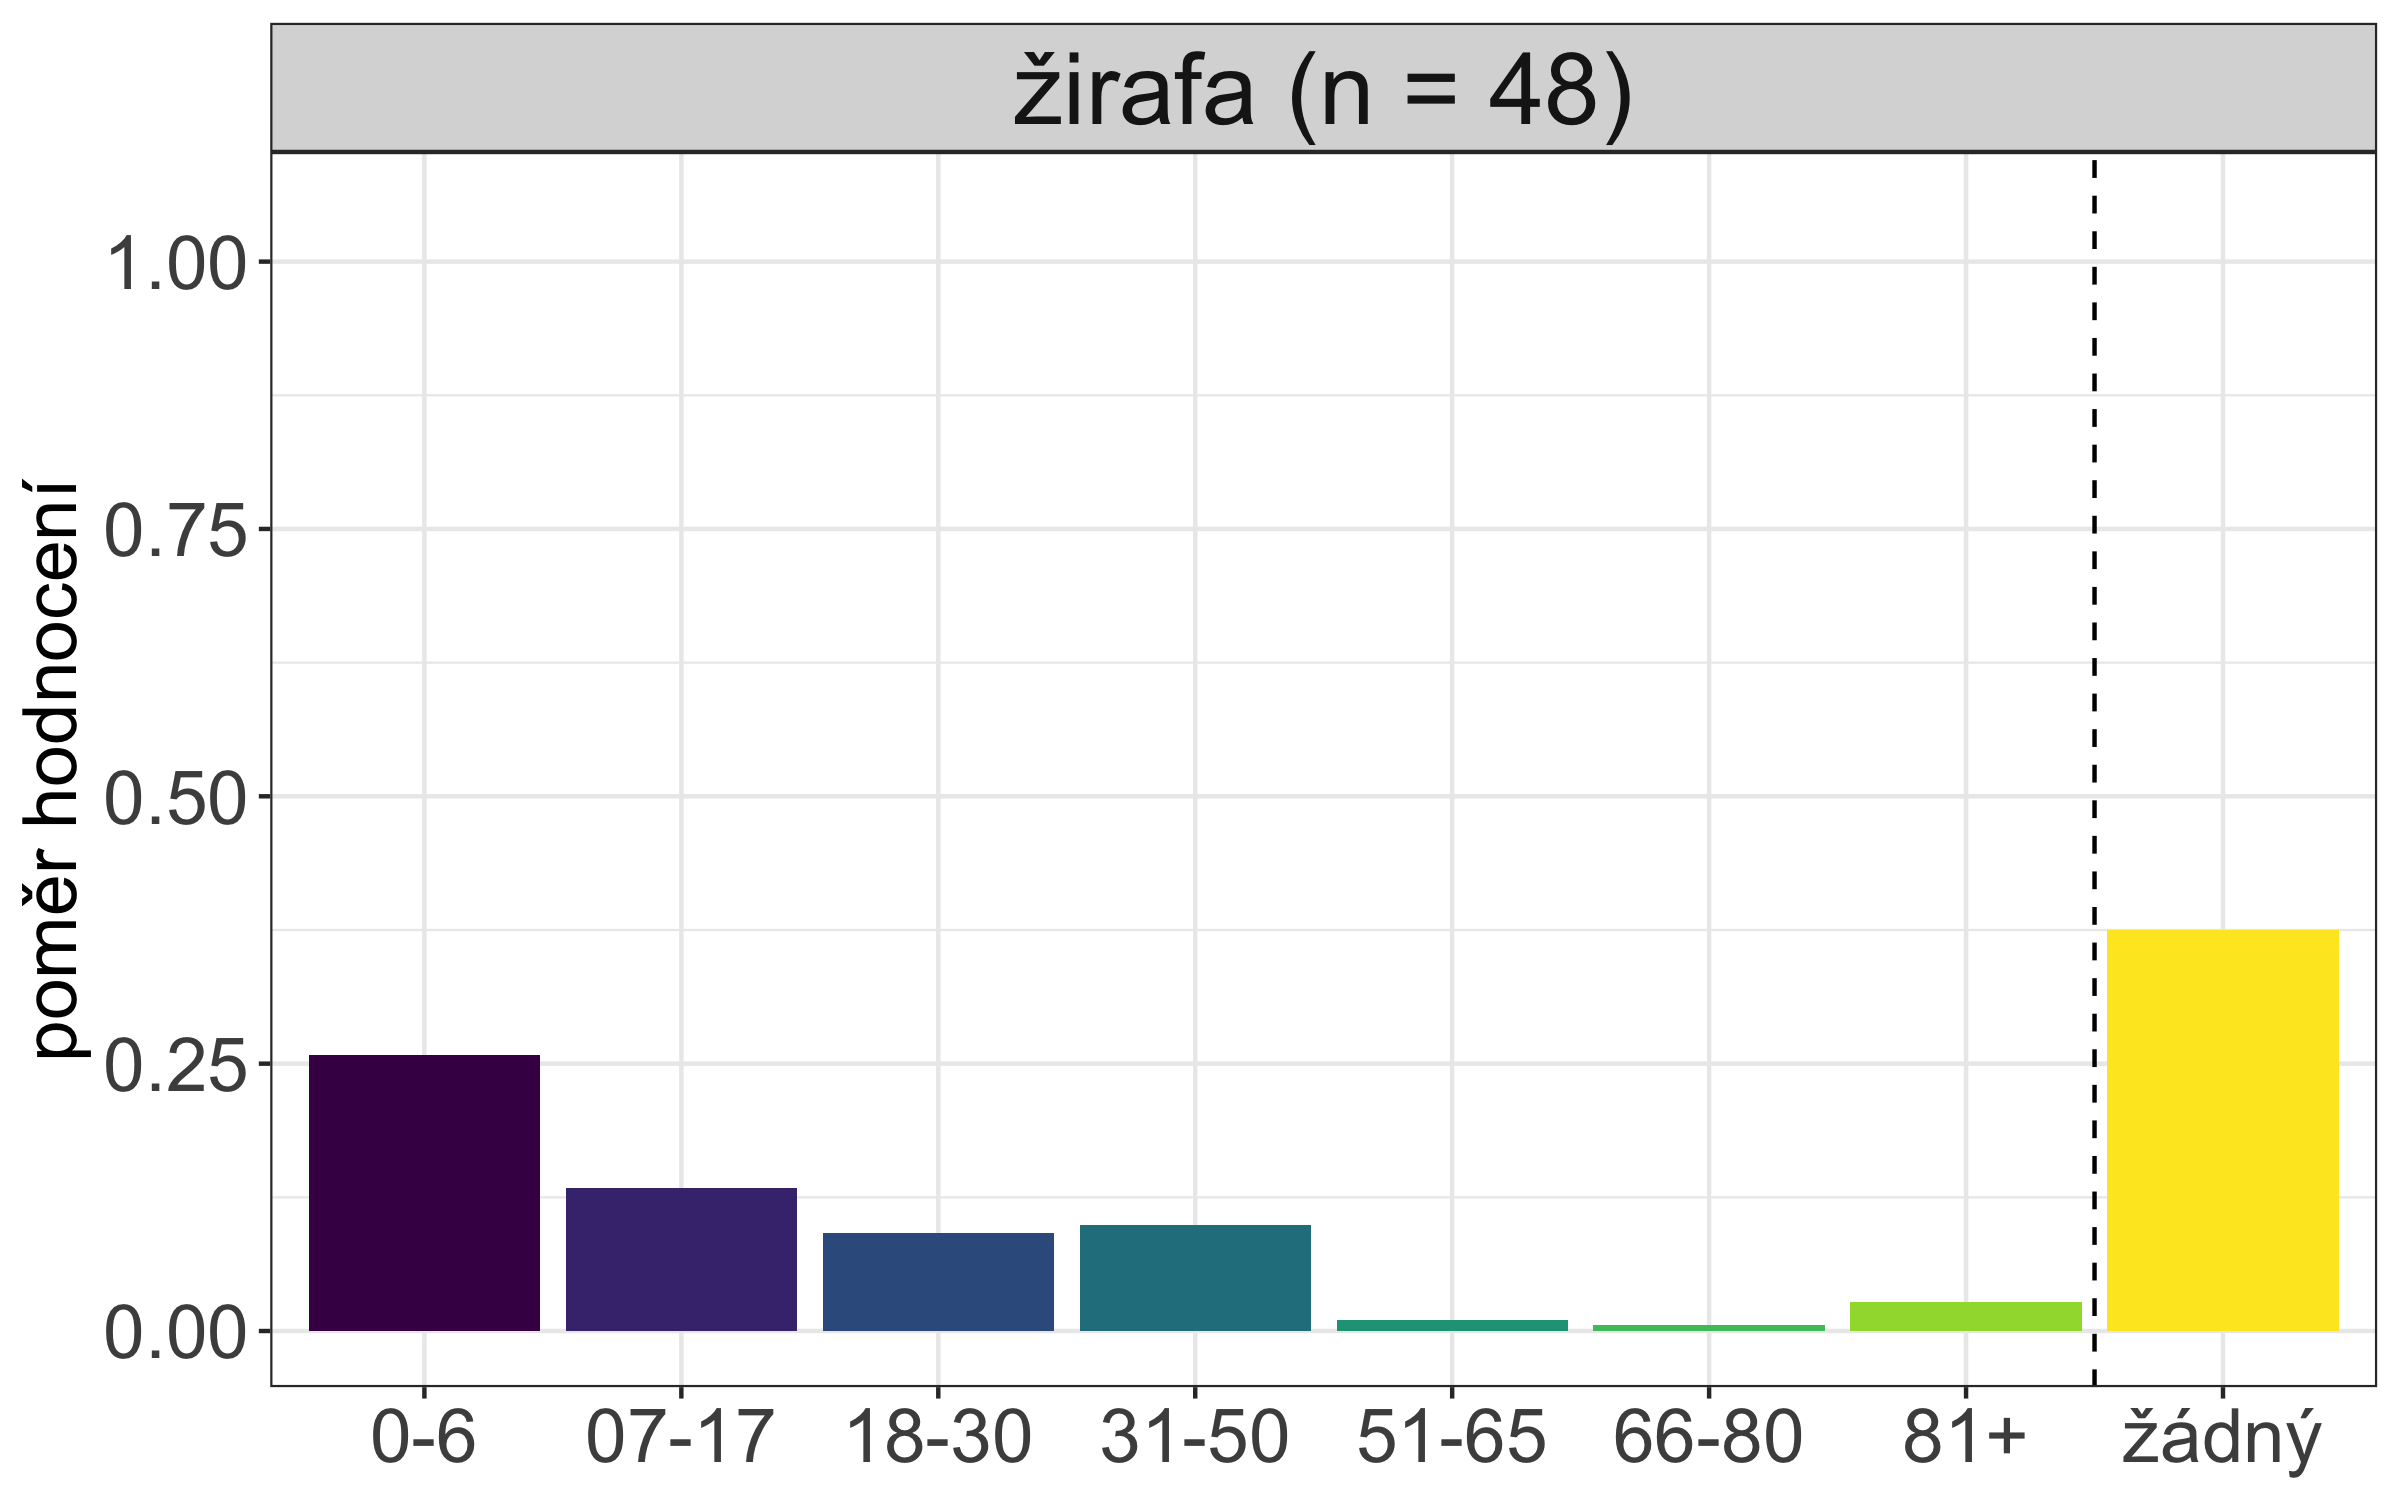 žirafa (n = 48)
poměr hodnocení
1.00
0.75
0.50
0.25
0.00
0-6 07-17 18-30 31-50 51-65 66-80 81+ žádný